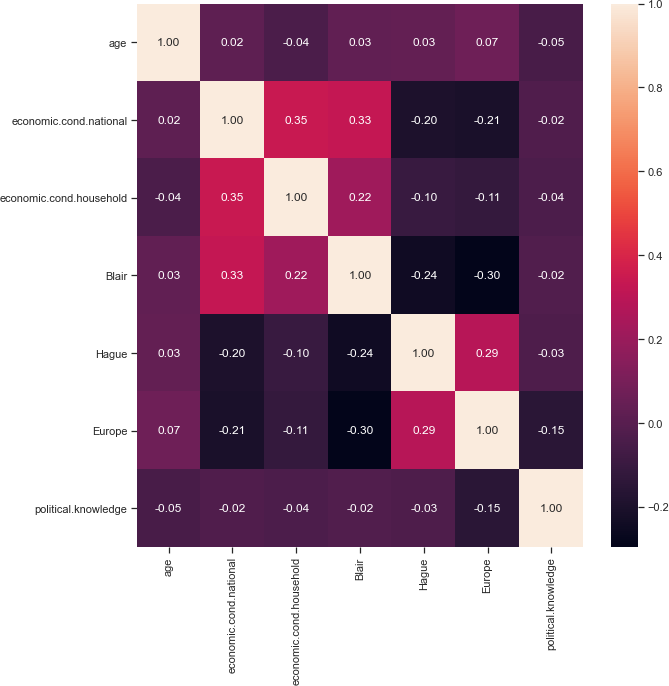 age 1.00 0.02 -0.04 0.03 0.03 0.07 -0.05
economic.cond.national 0.02 1.00 0.35 0.33 -0.20 -0.21 -0.02
economic.cond.household -0.04 0.35 1.00 0.22 -0.10 -0.11 -0.04
Blair 0.03 0.33 0.22 1.00 -0.24 -0.30 -0.02
Hague 0.03 -0.20 -0.10 -0.24 1.00 0.29 -0.03
Europe 0.07 -0.21 -0.11 -0.30 0.29 1.00 -0.15
political.knowledge -0.05 -0.02 -0.04 -0.02 -0.03 -0.15 1.00
age
economic.cond.national
economic.cond.household
Blair
Hague
Europe
political.knowledge
1.0
0.8
0.6
0.4
0.2
0.0
-0.2